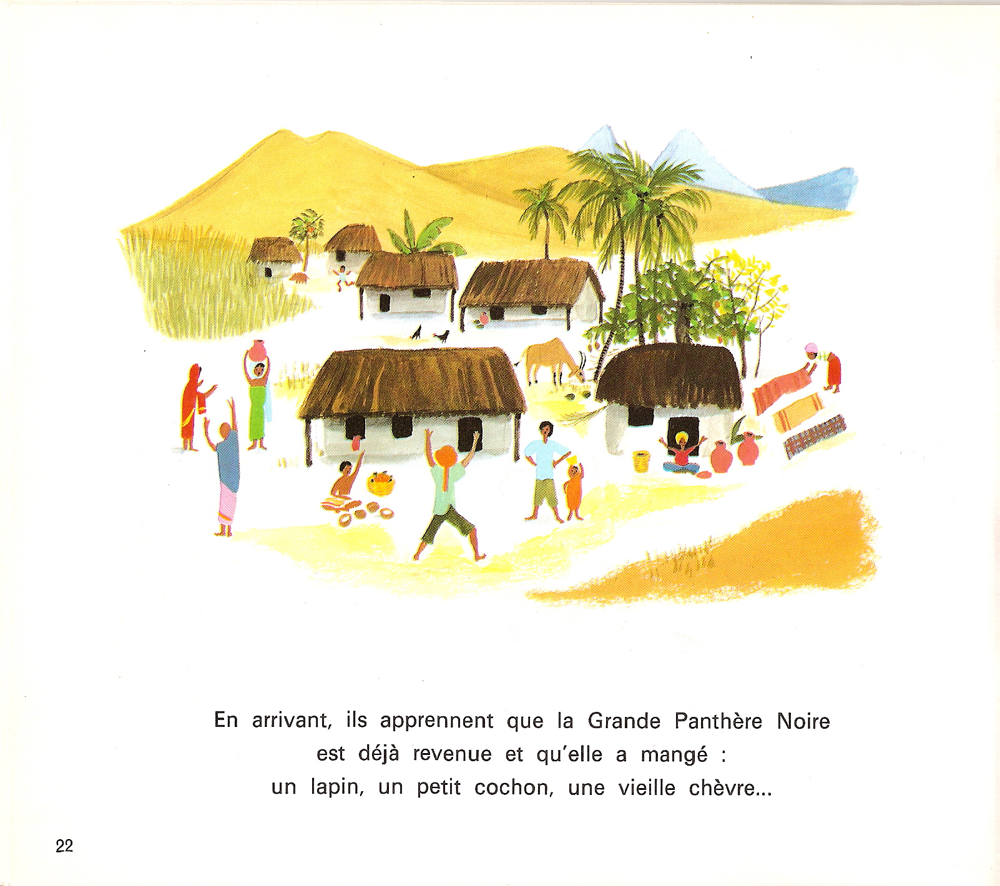 En arrivant, ils apprennent que la Grande Panthère Noire
est déjà revenue et qu'elle a mangé :
un lapin, un petit cochon, une vieille chèvre...
22